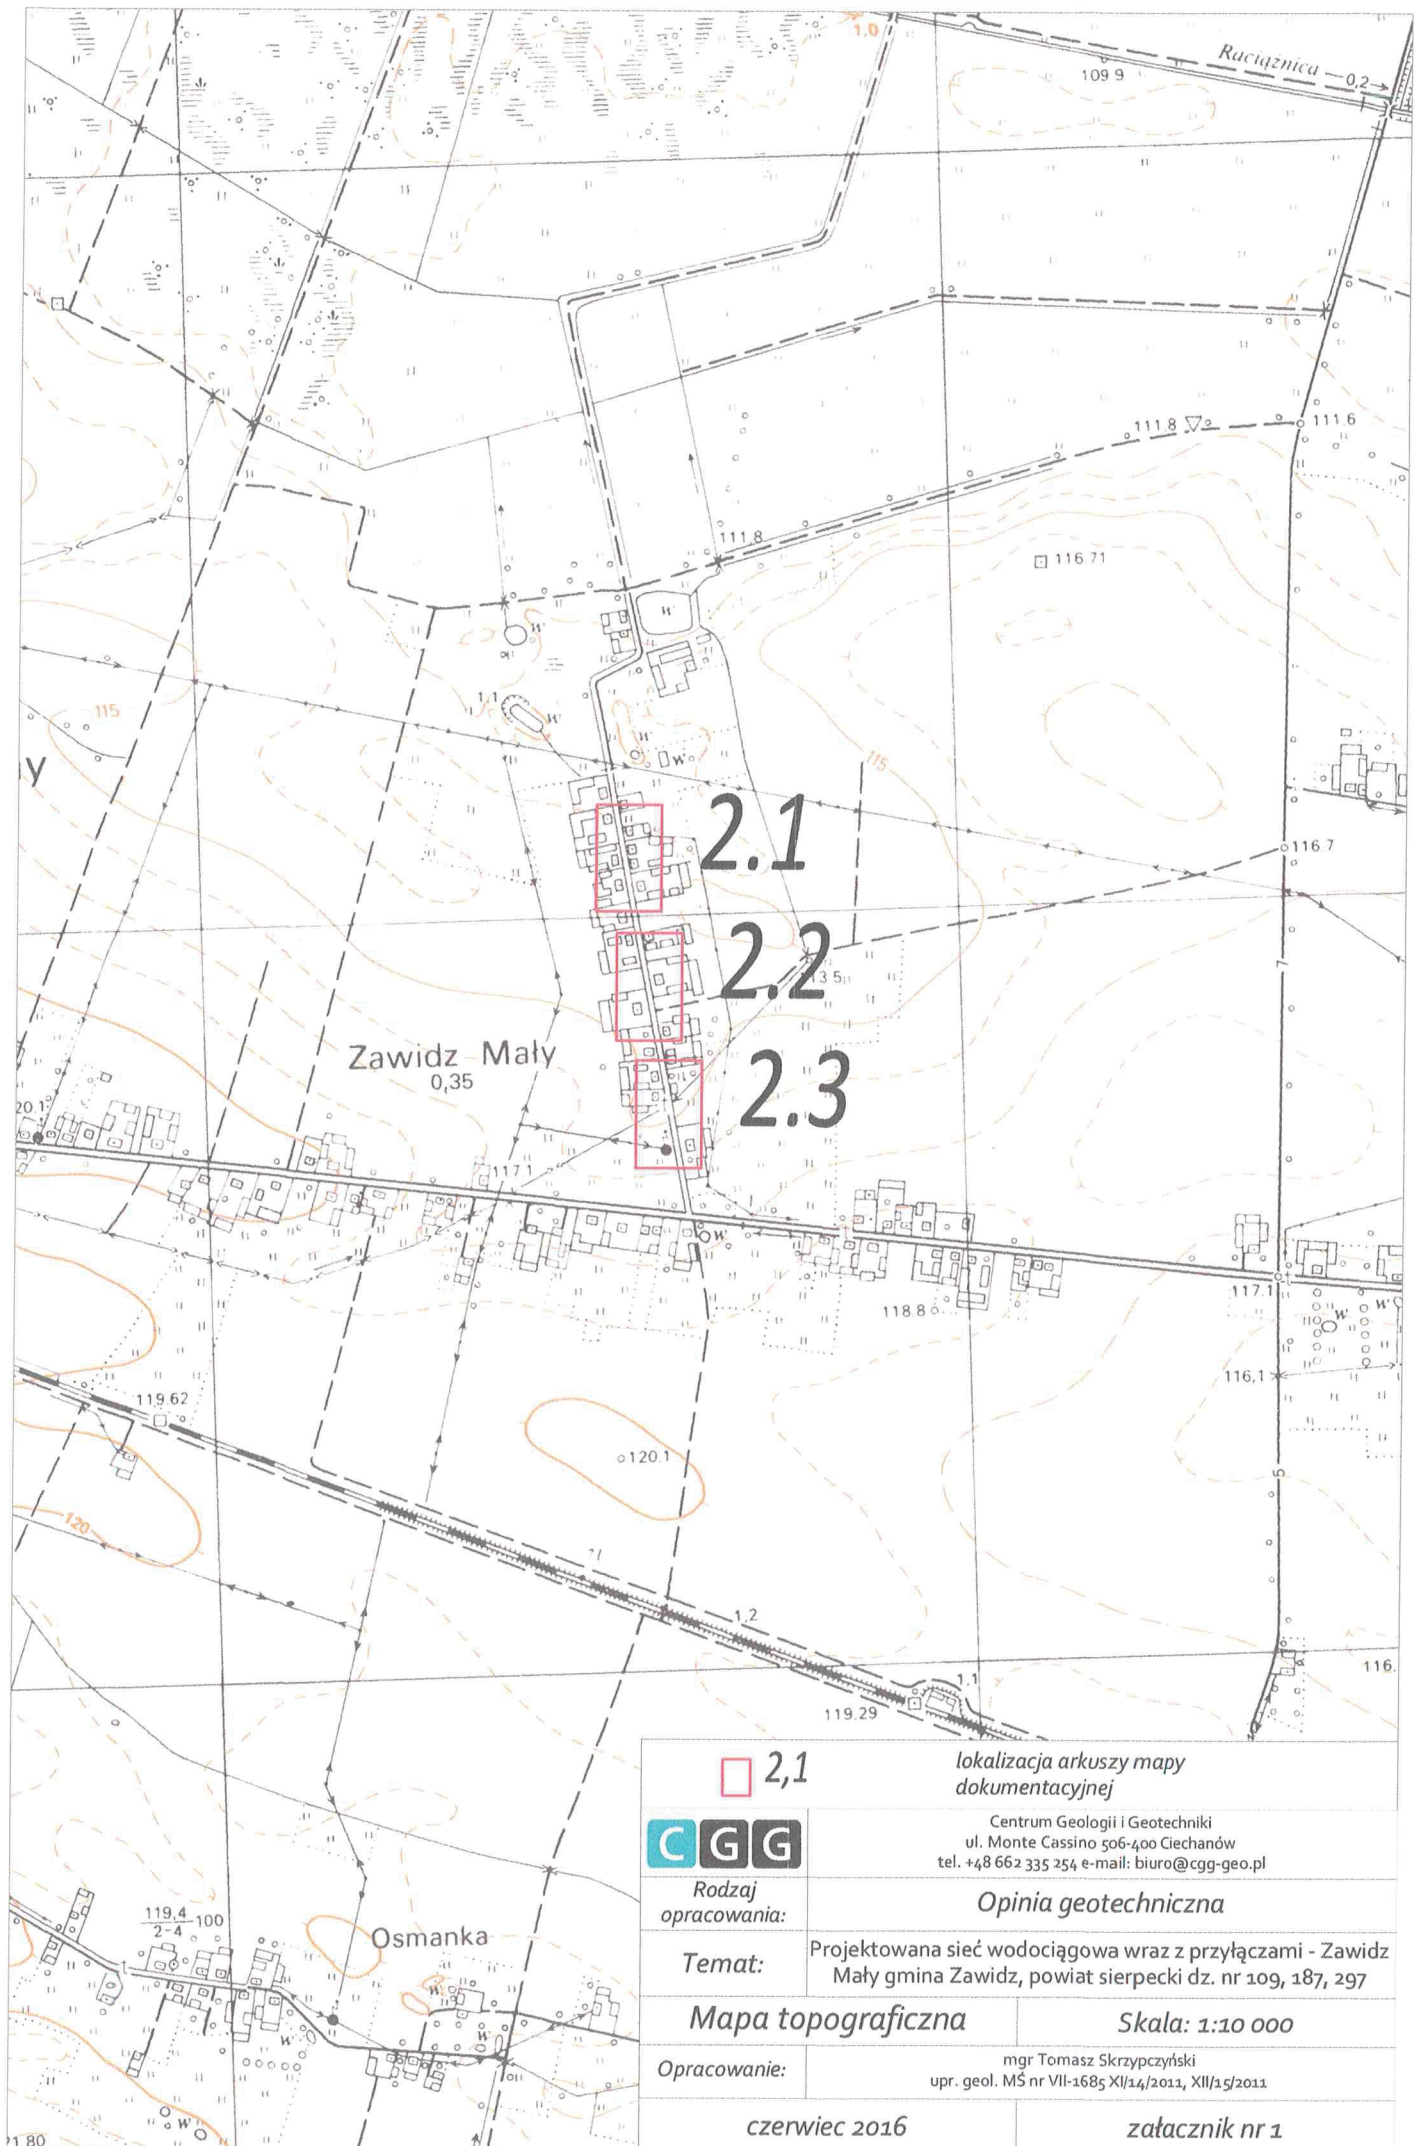 1,0
Raciążnica
0,2
109 9
111.8
111.6
111,8
116.71
1,1
W
W
115
W
W
y
115
2.1
116.7
2.2
13 5
7
Zawidz Mały
0,35
2.3
20.1
117.1
W
118.8
117.1
W
W
116,1
119.62
120.1
5
120
1,2
116.
1,1
119.29
2,1
lokalizacja arkuszy mapy
dokumentacyjnej
CGG
Centrum Geologii i Geotechniki
ul. Monte Cassino 506-400 Ciechanów
tel. +48 662 335 254 e-mail: biuro@cgg-geo.pl
Rodzaj
opracowania:
Opinia geotechniczna
119,4
2-4
100
Osmanka
Temat:
Projektowana sieć wodociągowa wraz z przyłączami - Zawidz
Mały gmina Zawidz, powiat sierpecki dz. nr 109, 187, 297
W
Mapa topograficzna
Skala: 1:10 000
W
W
Opracowanie:
mgr Tomasz Skrzypczyński
upr. geol. MŚ nr VII-1685 XI/14/2011, XII/15/2011
W
czerwiec 2016
załacznik nr 1
21.80